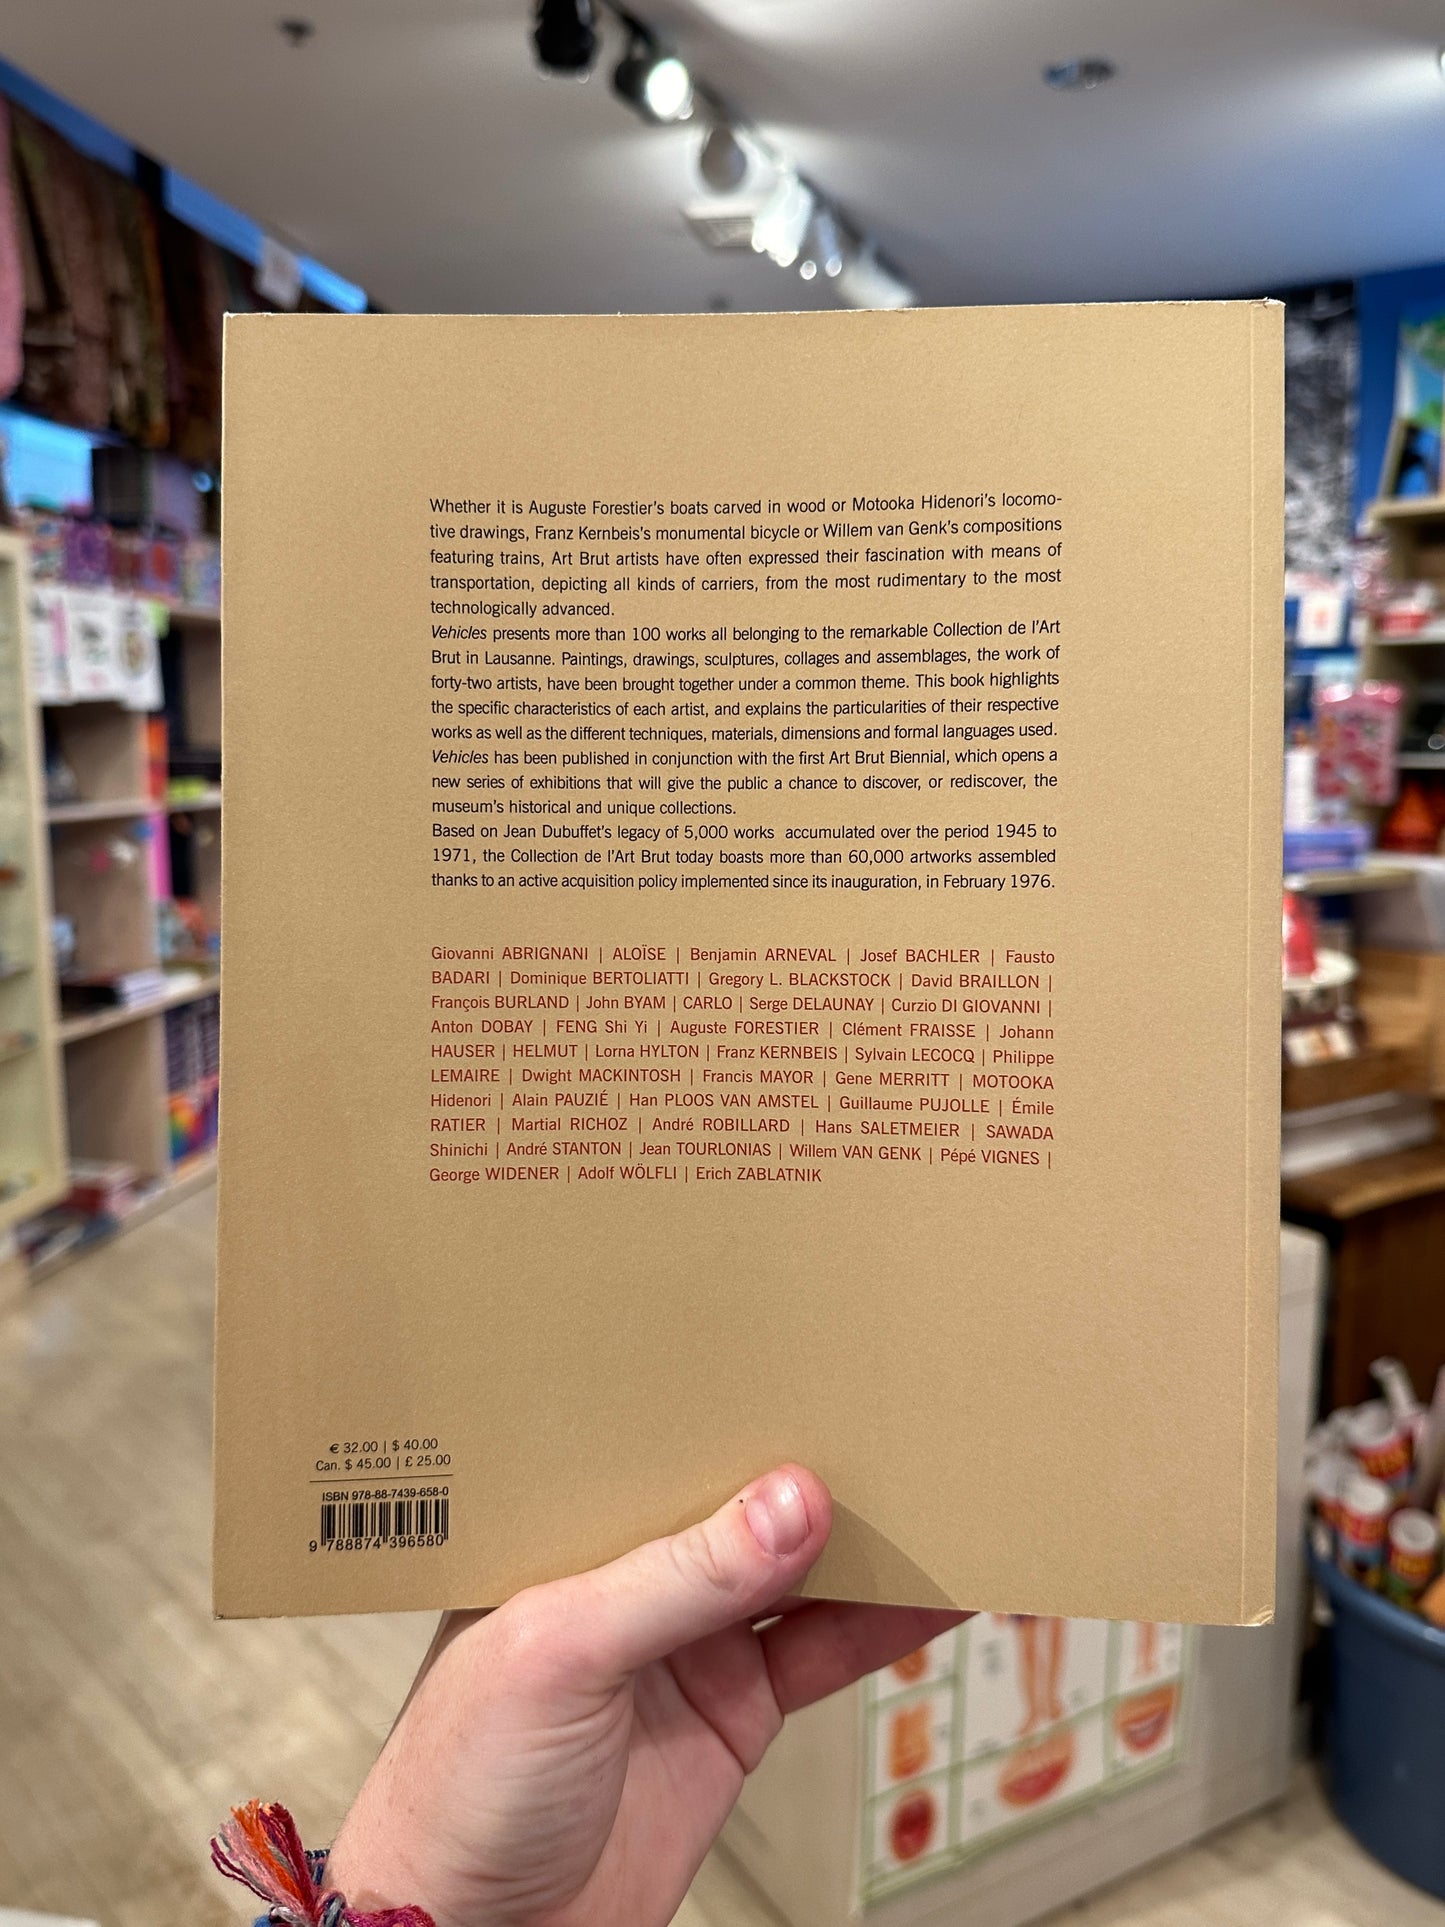 Whether it is Auguste Forestier's boats carved in wood or Motooka Hidenori's locomo-
tive drawings, Franz Kernbeis's monumental bicycle or Willem van Genk's compositions
featuring trains, Art Brut artists have often expressed their fascination with means of
transportation, depicting all kinds of carriers, from the most rudimentary to the most
technologically advanced.
Vehicles presents more than 100 works all belonging to the remarkable Collection de l'Art
Brut in Lausanne. Paintings, drawings, sculptures, collages and assemblages, the work of
forty-two artists, have been brought together under a common theme. This book highlights
the specific characteristics of each artist, and explains the particularities of their respective
works as well as the different techniques, materials, dimensions and formal languages used.
Vehicles has been published in conjunction with the first Art Brut Biennial, which opens a
new series of exhibitions that will give the public a chance to discover, or rediscover, the
museum's historical and unique collections.
Based on Jean Dubuffet's legacy of 5,000 works accumulated over the period 1945 to
1971, the Collection de l'Art Brut today boasts more than 60,000 artworks assembled
thanks to an active acquisition policy implemented since its inauguration, in February 1976.
Giovanni ABRIGNANI | ALOÏSE | Benjamin ARNEVAL | Josef BACHLER | Fausto
BADARI | Dominique BERTOLIATTI | Gregory L. BLACKSTOCK | David BRAILLON |
François BURLAND | John BYAM | CARLO | Serge DELAUNAY | Curzio DI GIOVANNI |
Anton DOBAY | FENG Shi Yi | Auguste FORESTIER | Clément FRAISSE | Johann
HAUSER | HELMUT | Lorna HYLTON | Franz KERNBEIS | Sylvain LECOCQ | Philippe
LEMAIRE | Dwight MACKINTOSH | Francis MAYOR | Gene MERRITT | MOTOOKA
Hidenori | Alain PAUZIÉ | Han PLOOS VAN AMSTEL | Guillaume PUJOLLE | Émile
RATIER | Martial RICHOZ | André ROBILLARD | Hans SALETMEIER | SAWADA
Shinichi | André STANTON | Jean TOURLONIAS | Willem VAN GENK | Pépé VIGNES |
George WIDENER | Adolf WÖLFLI | Erich ZABLATNIK
€ 32.00 | $ 40.00
Can. $ 45.00 | £ 25.00
ISBN 978-88-7439-658-0
9 788874 396580